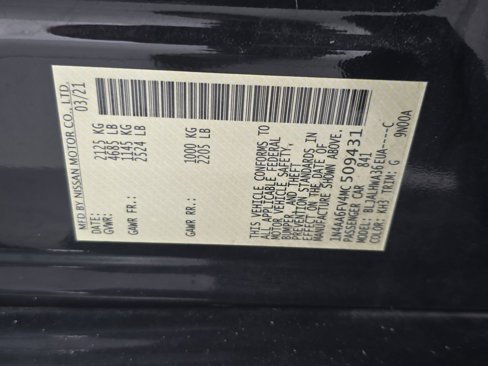 MFD BY NISSAN MOTOR CO., LTD.
DATE: 03/21
GVWR: 2125 KG
4685 LB
GAWR FR.: 1145 KG
2524 LB
GAWR RR.: 1000 KG
2205 LB
THIS VEHICLE CONFORMS TO
ALL APPLICABLE FEDERAL
MOTOR VEHICLE SAFETY,
BUMPER, AND THEFT
PREVENTION STANDARDS IN
EFFECT ON THE DATE OF
MANUFACTURE SHOWN ABOVE.
1N4AA6FV4MC509431
PASSENGER CAR 841
MODEL: BLJALHWA36EUA-----C
COLOR: KH3 TRIM: G 9N00A